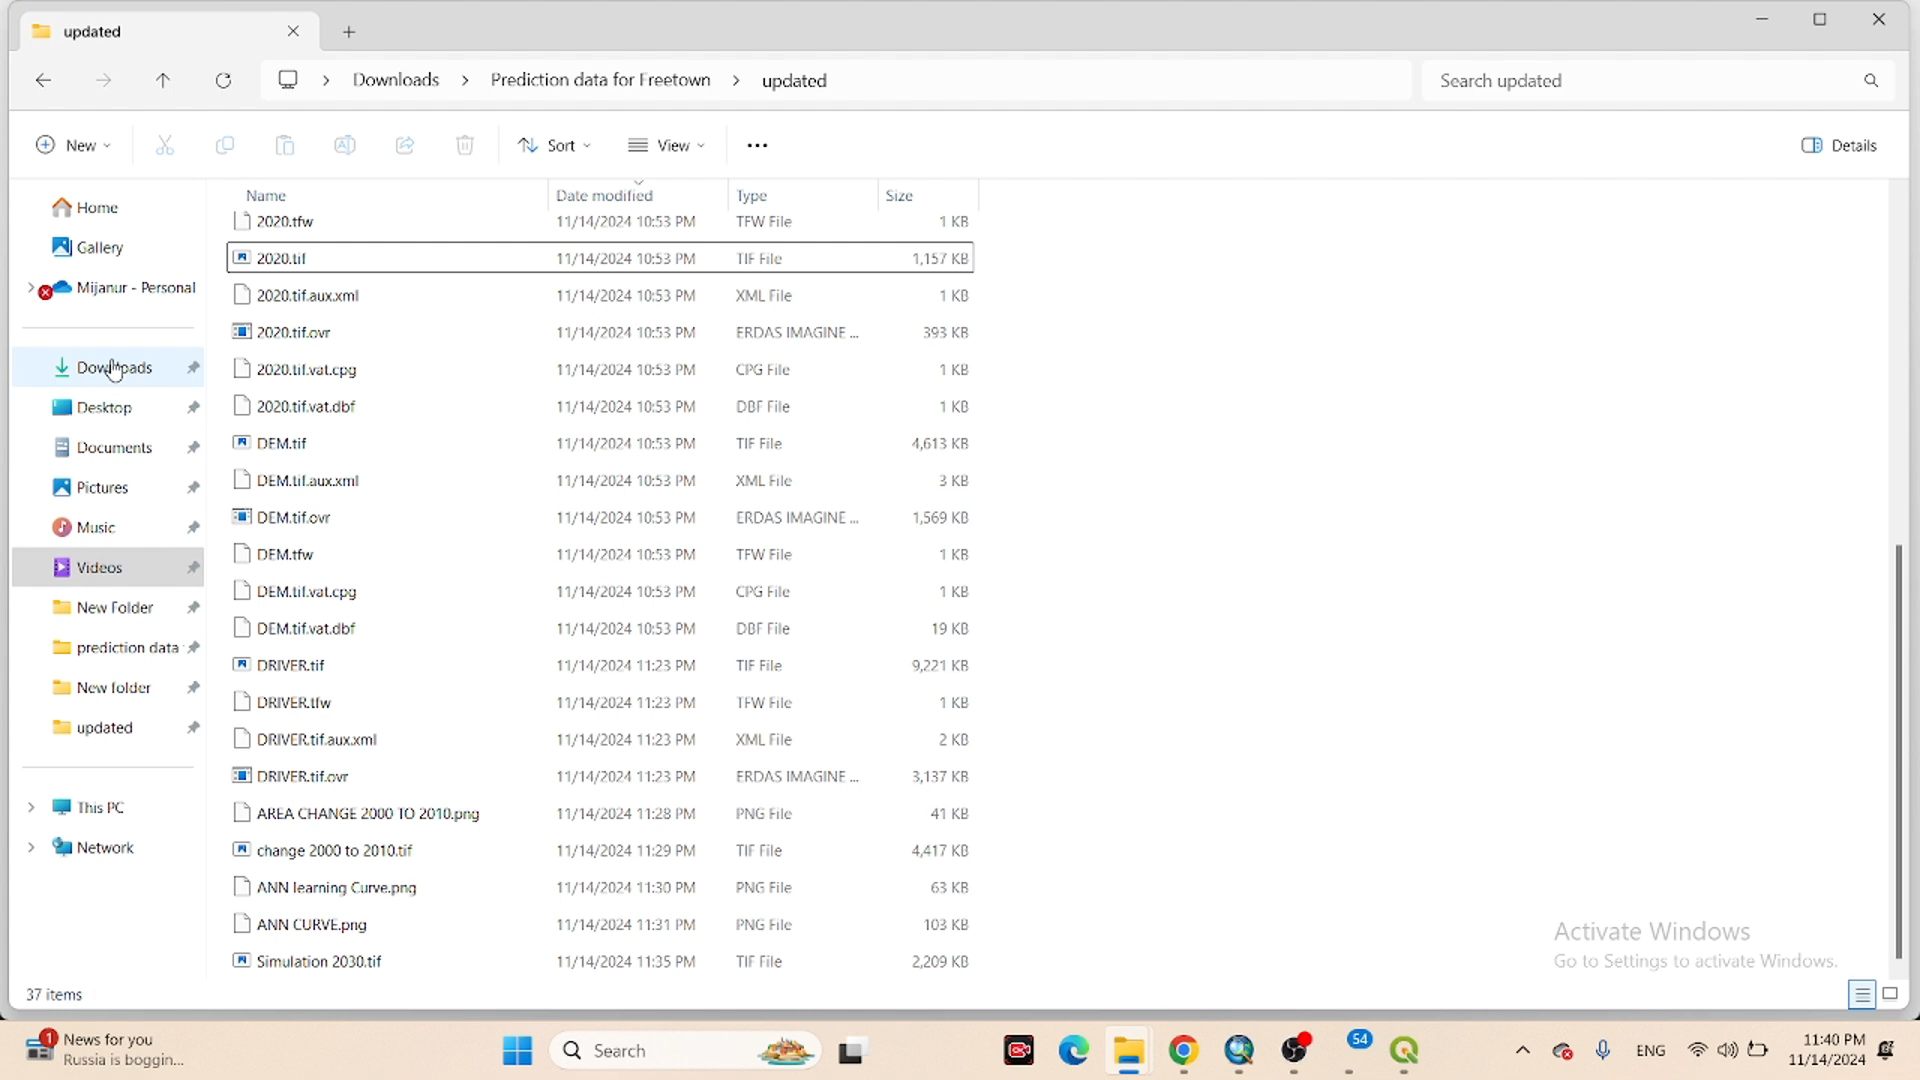 updated
Downloads > Prediction data for Freetown > updated
Search updated
New
Sort
View
Details
Name Date modified Type Size
Home
Gallery
Mijanur - Personal
Downloads
Desktop
Documents
Pictures
Music
Videos
New Folder
prediction data
New folder
updated
This PC
Network
2020.tfw 11/14/2024 10:53 PM TFW File 1 KB
2020.tif 11/14/2024 10:53 PM TIF File 1,157 KB
2020.tif.aux.xml 11/14/2024 10:53 PM XML File 1 KB
2020.tif.ovr 11/14/2024 10:53 PM ERDAS IMAGINE ... 393 KB
2020.tif.vat.cpg 11/14/2024 10:53 PM CPG File 1 KB
2020.tif.vat.dbf 11/14/2024 10:53 PM DBF File 1 KB
DEM.tif 11/14/2024 10:53 PM TIF File 4,613 KB
DEM.tif.aux.xml 11/14/2024 10:53 PM XML File 3 KB
DEM.tif.ovr 11/14/2024 10:53 PM ERDAS IMAGINE ... 1,569 KB
DEM.tfw 11/14/2024 10:53 PM TFW File 1 KB
DEM.tif.vat.cpg 11/14/2024 10:53 PM CPG File 1 KB
DEM.tif.vat.dbf 11/14/2024 10:53 PM DBF File 19 KB
DRIVER.tif 11/14/2024 11:23 PM TIF File 9,221 KB
DRIVER.tfw 11/14/2024 11:23 PM TFW File 1 KB
DRIVER.tif.aux.xml 11/14/2024 11:23 PM XML File 2 KB
DRIVER.tif.ovr 11/14/2024 11:23 PM ERDAS IMAGINE ... 3,137 KB
AREA CHANGE 2000 TO 2010.png 11/14/2024 11:28 PM PNG File 41 KB
change 2000 to 2010.tif 11/14/2024 11:29 PM TIF File 4,417 KB
ANN learning Curve.png 11/14/2024 11:30 PM PNG File 63 KB
ANN CURVE.png 11/14/2024 11:31 PM PNG File 103 KB
Simulation 2030.tif 11/14/2024 11:35 PM TIF File 2,209 KB
Activate Windows
Go to Settings to activate Windows.
37 items
1 News for you
Russia is boggin...
Search
54
ENG
11:40 PM
11/14/2024